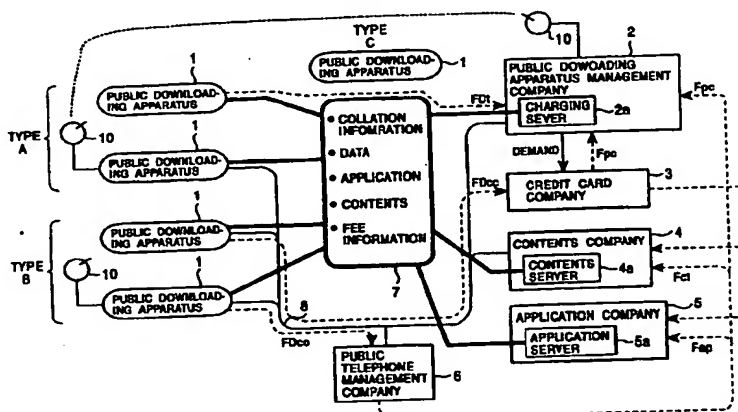 TYPE
C
PUBLIC DOWNLOAD-
ING APPARATUS
1
10
2
PUBLIC DOWOADING
APPARATUS MANAGEMENT
COMPANY
CHARGING
SEVER
2a
Fpc
TYPE
A
10
1
PUBLIC DOWNLOAD-
ING APPARATUS
1
PUBLIC DOWNLOAD-
ING APPARATUS
FDt
• COLLATION
INFOMRATION
• DATA
• APPLICATION
• CONTENTS
• FEE
INFORMATION
7
DEMAND
Fpc
FDcc
CREDIT CARD
COMPANY
3
TYPE
B
10
1
PUBLIC DOWNLOAD-
ING APPARATUS
1
PUBLIC DOWNLOAD-
ING APPARATUS
8
FDco
4
CONTENTS COMPANY
CONTENTS
SERVER
4a
Fct
5
APPLICATION COMPANY
APPLICATION
SERVER
5a
Fap
PUBLIC
TELEPHONE
MANAGEMENT
COMPANY
6